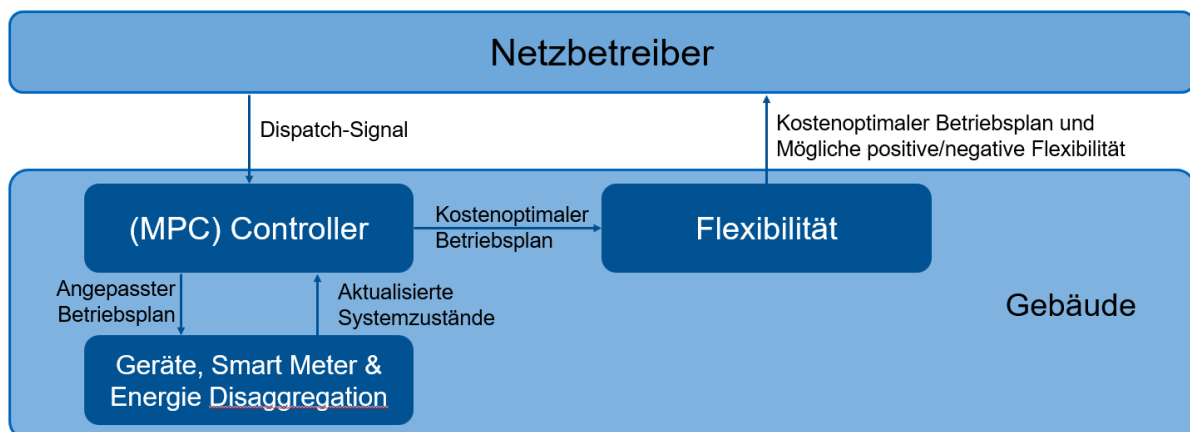 Netzbetreiber
Dispatch-Signal
Kostenoptimaler Betriebsplan und
Mögliche positive/negative Flexibilität
(MPC) Controller
Kostenoptimaler
Betriebsplan
Flexibilität
Angepasster
Betriebsplan
Aktualisierte
Systemzustände
Gebäude
Geräte, Smart Meter &
Energie Disaggregation